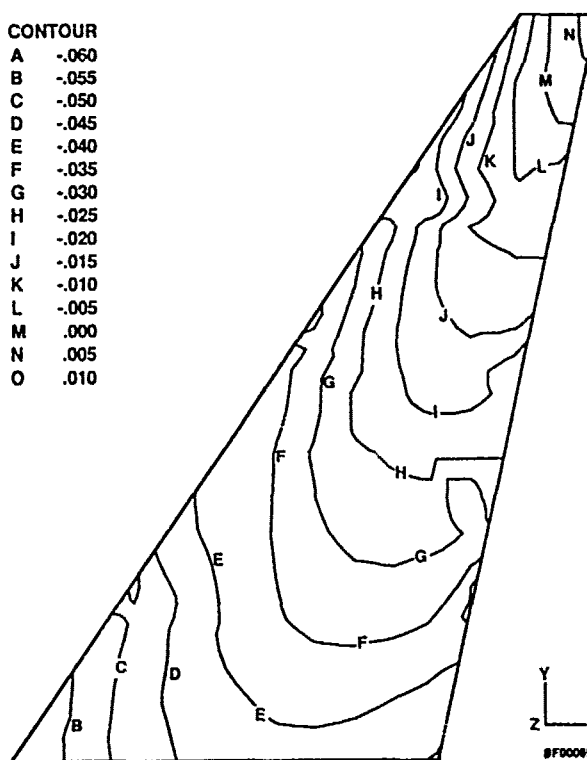 CONTOUR
A -.060
B -.055
C -.050
D -.045
E -.040
F -.035
G -.030
H -.025
I -.020
J -.015
K -.010
L -.005
M .000
N .005
O .010
N
M
J
K
L
I
H
J
G
I
F
H
E
G
F
C
D
E
B
Y
Z